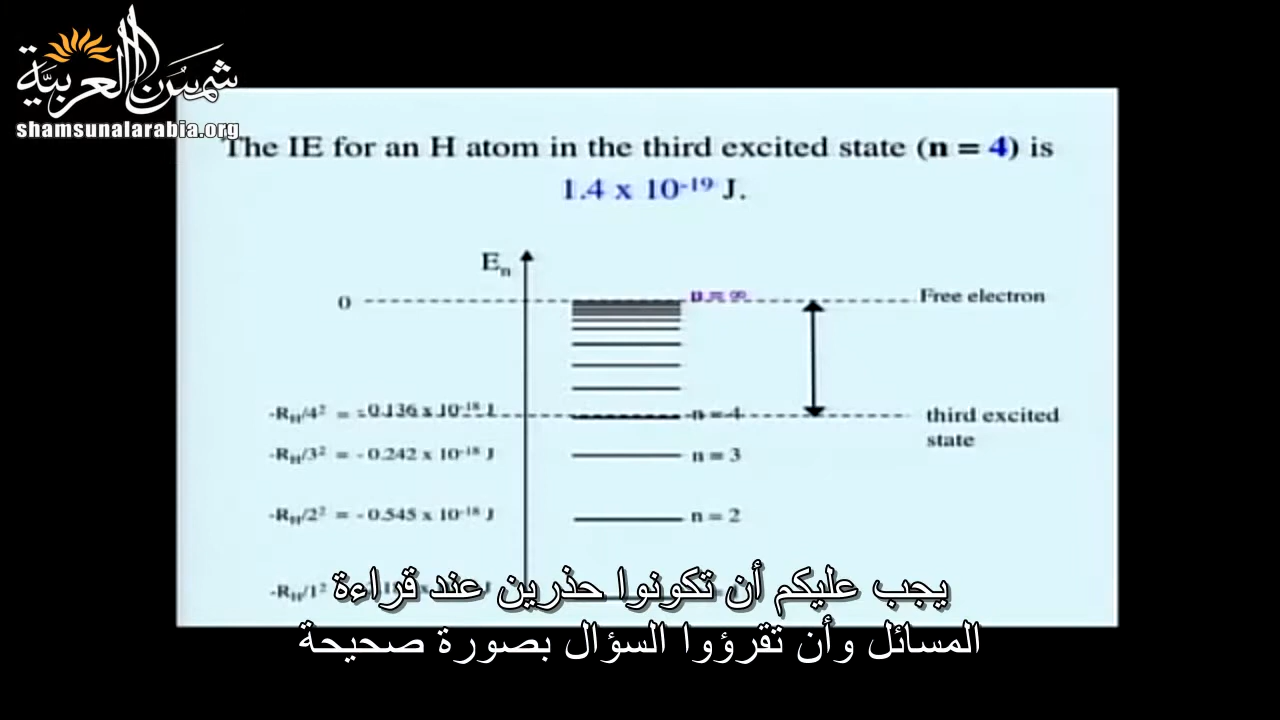 شمس العربية
shamsunalarabia.org
The IE for an H atom in the third excited state (n = 4) is
1.4 x 10⁻¹⁹ J.
Eₙ
0
n = ∞
Free electron
-R_H/4² = - 0.136 x 10⁻¹⁸ J
n = 4
third excited
state
-R_H/3² = - 0.242 x 10⁻¹⁸ J
n = 3
-R_H/2² = - 0.545 x 10⁻¹⁸ J
n = 2
-R_H/1²
يجب عليكم أن تكونوا حذرين عند قراءة
المسائل وأن تقرؤوا السؤال بصورة صحيحة